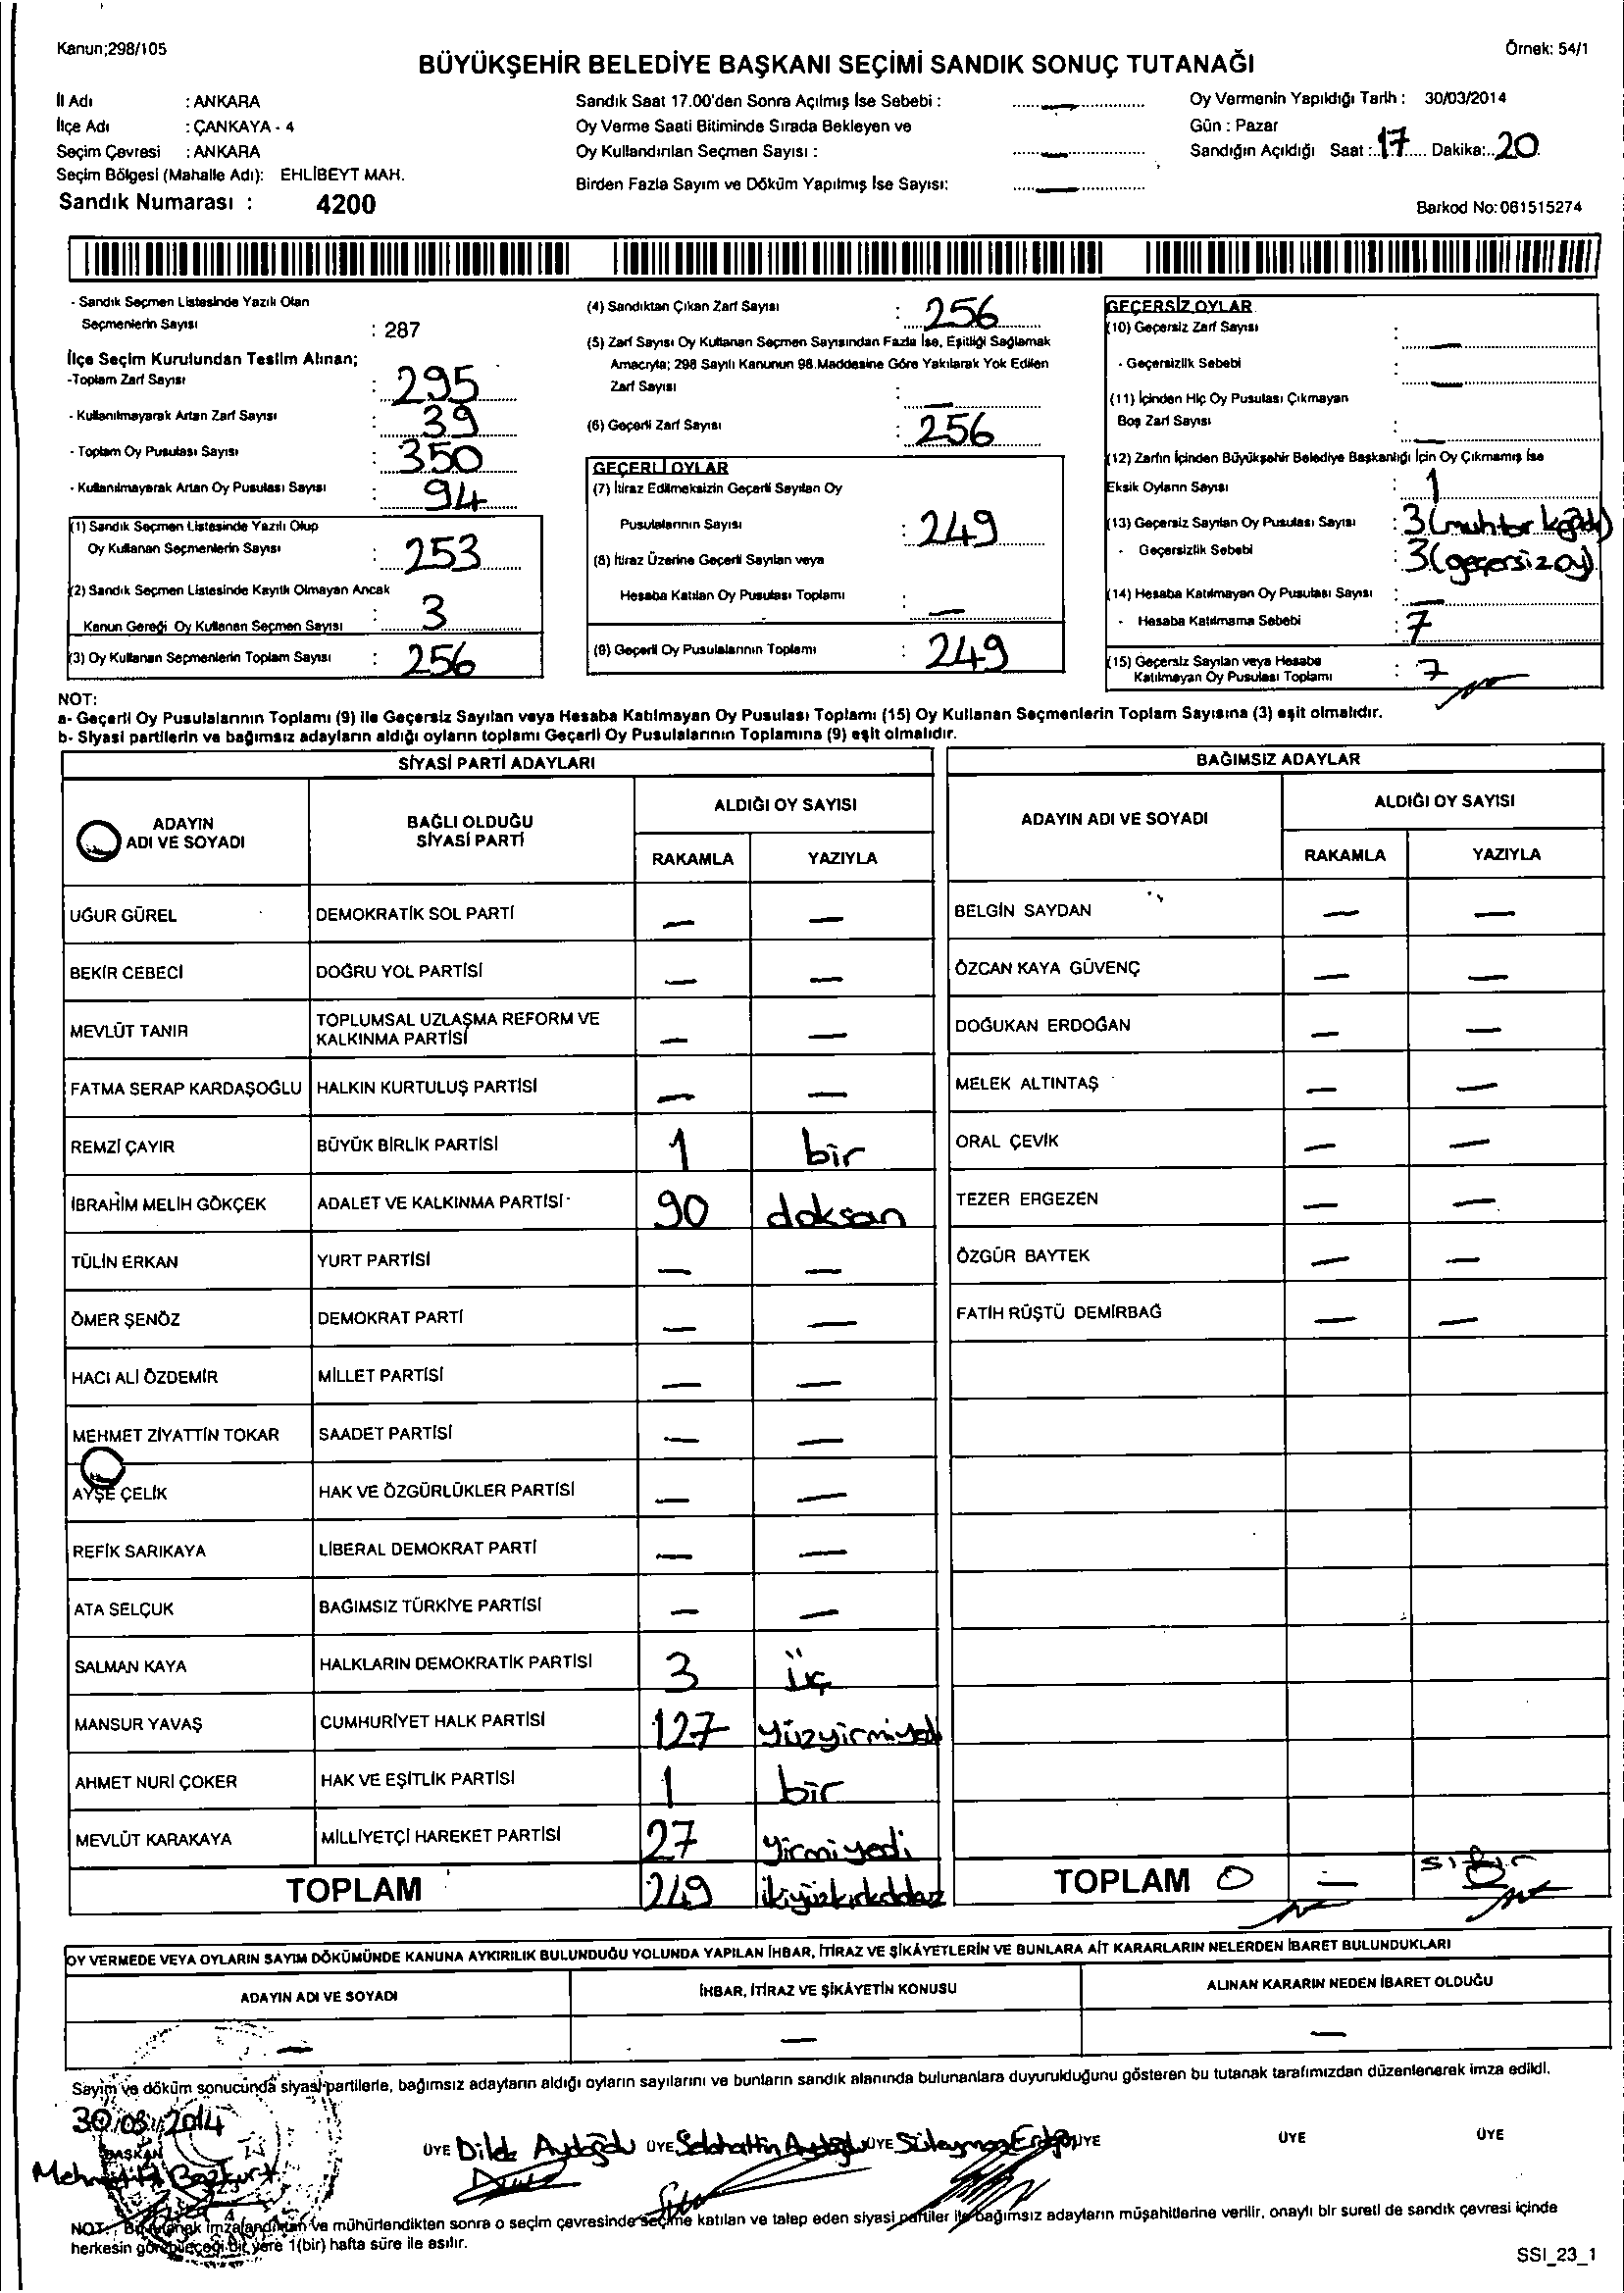 Kanun;298/105
Örnek: 54/1
BÜYÜKŞEHİR BELEDİYE BAŞKANI SEÇİMİ SANDIK SONUÇ TUTANAĞI
İl Adı : ANKARA
İlçe Adı : ÇANKAYA - 4
Seçim Çevresi : ANKARA
Seçim Bölgesi (Mahalle Adı): EHLİBEYT MAH.
Sandık Numarası : 4200
Sandık Saat 17.00'den Sonra Açılmış İse Sebebi : —
Oy Verme Saati Bitiminde Sırada Bekleyen ve
Oy Kullandırılan Seçmen Sayısı : —
Birden Fazla Sayım ve Döküm Yapılmış İse Sayısı: —
Oy Vermenin Yapıldığı Tarih : 30/03/2014
Gün : Pazar
Sandığın Açıldığı Saat :..17..... Dakika:..20
Barkod No:061515274
- Sandık Seçmen Listesinde Yazılı Olan
Seçmenlerin Sayısı : 287
İlçe Seçim Kurulundan Teslim Alınan;
-Toplam Zarf Sayısı : 295
- Kullanılmayarak Artan Zarf Sayısı : 39
- Toplam Oy Pusulası Sayısı : 350
- Kullanılmayarak Artan Oy Pusulası Sayısı : 94
(1) Sandık Seçmen Listesinde Yazılı Olup
Oy Kullanan Seçmenlerin Sayısı : 253
(2) Sandık Seçmen Listesinde Kayıtlı Olmayan Ancak
Kanun Gereği Oy Kullanan Seçmen Sayısı : 3
(3) Oy Kullanan Seçmenlerin Toplam Sayısı : 256
(4) Sandıktan Çıkan Zarf Sayısı : 256
(5) Zarf Sayısı Oy Kullanan Seçmen Sayısından Fazla İse, Eşitliği Sağlamak
Amacıyla; 298 Sayılı Kanunun 98.Maddesine Göre Yakılarak Yok Edilen
Zarf Sayısı : —
(6) Geçerli Zarf Sayısı : 256
GEÇERLİ OYLAR
(7) İtiraz Edilmeksizin Geçerli Sayılan Oy
Pusulalarının Sayısı : 249
(8) İtiraz Üzerine Geçerli Sayılan veya
Hesaba Katılan Oy Pusulası Toplamı : —
(9) Geçerli Oy Pusulalarının Toplamı : 249
GEÇERSİZ OYLAR
(10) Geçersiz Zarf Sayısı : —
- Geçersizlik Sebebi : —
(11) İçinden Hiç Oy Pusulası Çıkmayan
Boş Zarf Sayısı : —
(12) Zarfın İçinden Büyükşehir Belediye Başkanlığı İçin Oy Çıkmamış İse
Eksik Oyların Sayısı : 1
(13) Geçersiz Sayılan Oy Pusulası Sayısı : 3 (muhtar kağıdı)
- Geçersizlik Sebebi : 3 (geçersiz oy)
(14) Hesaba Katılmayan Oy Pusulası Sayısı : —
- Hesaba Katılmama Sebebi : 7
(15) Geçersiz Sayılan veya Hesaba
Katılmayan Oy Pusulası Toplamı : 7
NOT:
a- Geçerli Oy Pusulalarının Toplamı (9) ile Geçersiz Sayılan veya Hesaba Katılmayan Oy Pusulası Toplamı (15) Oy Kullanan Seçmenlerin Toplam Sayısına (3) eşit olmalıdır.
b- Siyasi partilerin ve bağımsız adayların aldığı oyların toplamı Geçerli Oy Pusulalarının Toplamına (9) eşit olmalıdır.
SİYASİ PARTİ ADAYLARI
ADAYIN ADI VE SOYADI BAĞLI OLDUĞU SİYASİ PARTİ ALDIĞI OY SAYISI
RAKAMLA YAZIYLA
UĞUR GÜREL DEMOKRATİK SOL PARTİ — —
BEKİR CEBECİ DOĞRU YOL PARTİSİ — —
MEVLÜT TANIR TOPLUMSAL UZLAŞMA REFORM VE KALKINMA PARTİSİ — —
FATMA SERAP KARDAŞOĞLU HALKIN KURTULUŞ PARTİSİ — —
REMZİ ÇAYIR BÜYÜK BİRLİK PARTİSİ 1 bir
İBRAHİM MELİH GÖKÇEK ADALET VE KALKINMA PARTİSİ 90 doksan
TÜLİN ERKAN YURT PARTİSİ — —
ÖMER ŞENÖZ DEMOKRAT PARTİ — —
HACI ALİ ÖZDEMİR MİLLET PARTİSİ — —
MEHMET ZİYATTİN TOKAR SAADET PARTİSİ — —
AYŞE ÇELİK HAK VE ÖZGÜRLÜKLER PARTİSİ — —
REFİK SARIKAYA LİBERAL DEMOKRAT PARTİ — —
ATA SELÇUK BAĞIMSIZ TÜRKİYE PARTİSİ — —
SALMAN KAYA HALKLARIN DEMOKRATİK PARTİSİ 3 üç
MANSUR YAVAŞ CUMHURİYET HALK PARTİSİ 127 yüzyirmiyedi
AHMET NURİ ÇOKER HAK VE EŞİTLİK PARTİSİ 1 bir
MEVLÜT KARAKAYA MİLLİYETÇİ HAREKET PARTİSİ 27 yirmiyedi
TOPLAM 249 ikiyüzkırkdokuz
BAĞIMSIZ ADAYLAR
ADAYIN ADI VE SOYADI ALDIĞI OY SAYISI
RAKAMLA YAZIYLA
BELGİN SAYDAN — —
ÖZCAN KAYA GÜVENÇ — —
DOĞUKAN ERDOĞAN — —
MELEK ALTINTAŞ — —
ORAL ÇEVİK — —
TEZER ERGEZEN — —
ÖZGÜR BAYTEK — —
FATİH RÜŞTÜ DEMİRBAĞ — —
TOPLAM 0 — sıfır
OY VERMEDE VEYA OYLARIN SAYIM DÖKÜMÜNDE KANUNA AYKIRILIK BULUNDUĞU YOLUNDA YAPILAN İHBAR, İTİRAZ VE ŞİKÂYETLERİN VE BUNLARA AİT KARARLARIN NELERDEN İBARET BULUNDUKLARI
ADAYIN ADI VE SOYADI İHBAR, İTİRAZ VE ŞİKÂYETİN KONUSU ALINAN KARARIN NEDEN İBARET OLDUĞU
— — —
Sayım ve döküm sonucunda siyasi partilerle, bağımsız adayların aldığı oyların sayılarını ve bunların sandık alanında bulunanlara duyurulduğunu gösteren bu tutanak tarafımızdan düzenlenerek imza edildi.
30/03/2014
BAŞKAN ÜYE Dilek Aydoğdu ÜYE Selahattin ÜYE Süleyman ÜYE ÜYE ÜYE
Bozkurt
NOT: Bu tutanak imzalandıktan ve mühürlendikten sonra o seçim çevresinde seçime katılan ve talep eden siyasi partiler ile bağımsız adayların müşahitlerine verilir, onaylı bir sureti de sandık çevresi içinde
herkesin görebileceği bir yere 1(bir) hafta süre ile asılır.
SSI_23_1